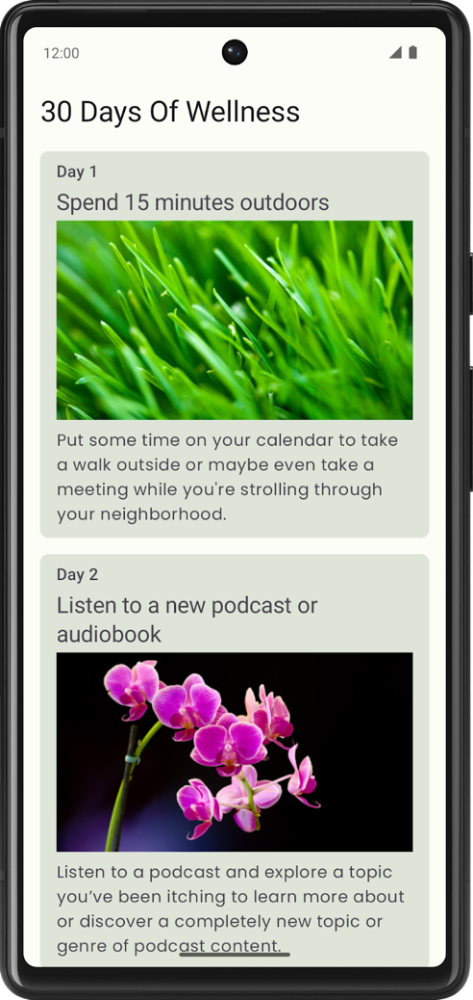 12:00
30 Days Of Wellness
Day 1
Spend 15 minutes outdoors
Put some time on your calendar to take
a walk outside or maybe even take a
meeting while you're strolling through
your neighborhood.
Day 2
Listen to a new podcast or
audiobook
Listen to a podcast and explore a topic
you’ve been itching to learn more about
or discover a completely new topic or
genre of podcast content.